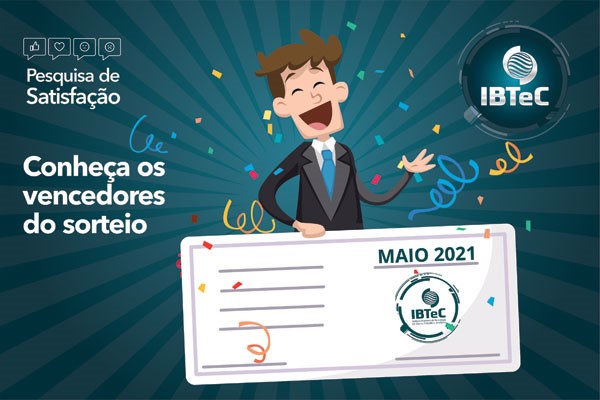 Pesquisa de
Satisfação
IBTeC
Conheça os
vencedores
do sorteio
MAIO 2021
IBTeC